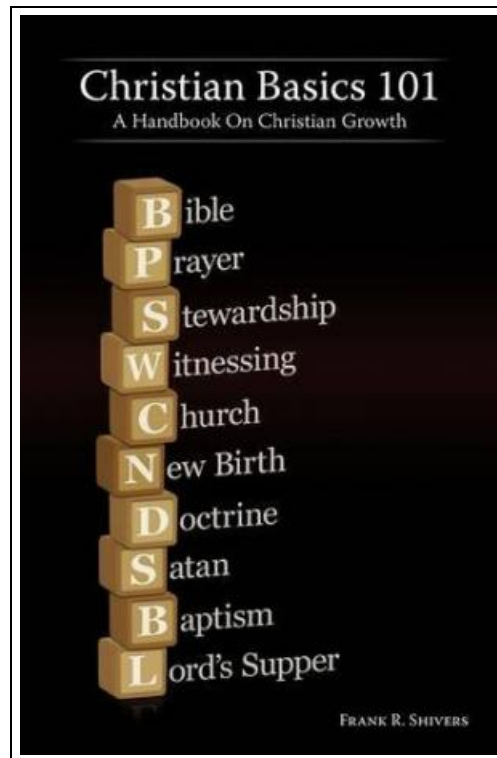 Christian Basics 101
A Handbook On Christian Growth
Bible
Prayer
Stewardship
Witnessing
Church
New Birth
Doctrine
Satan
Baptism
Lord's Supper
FRANK R. SHIVERS